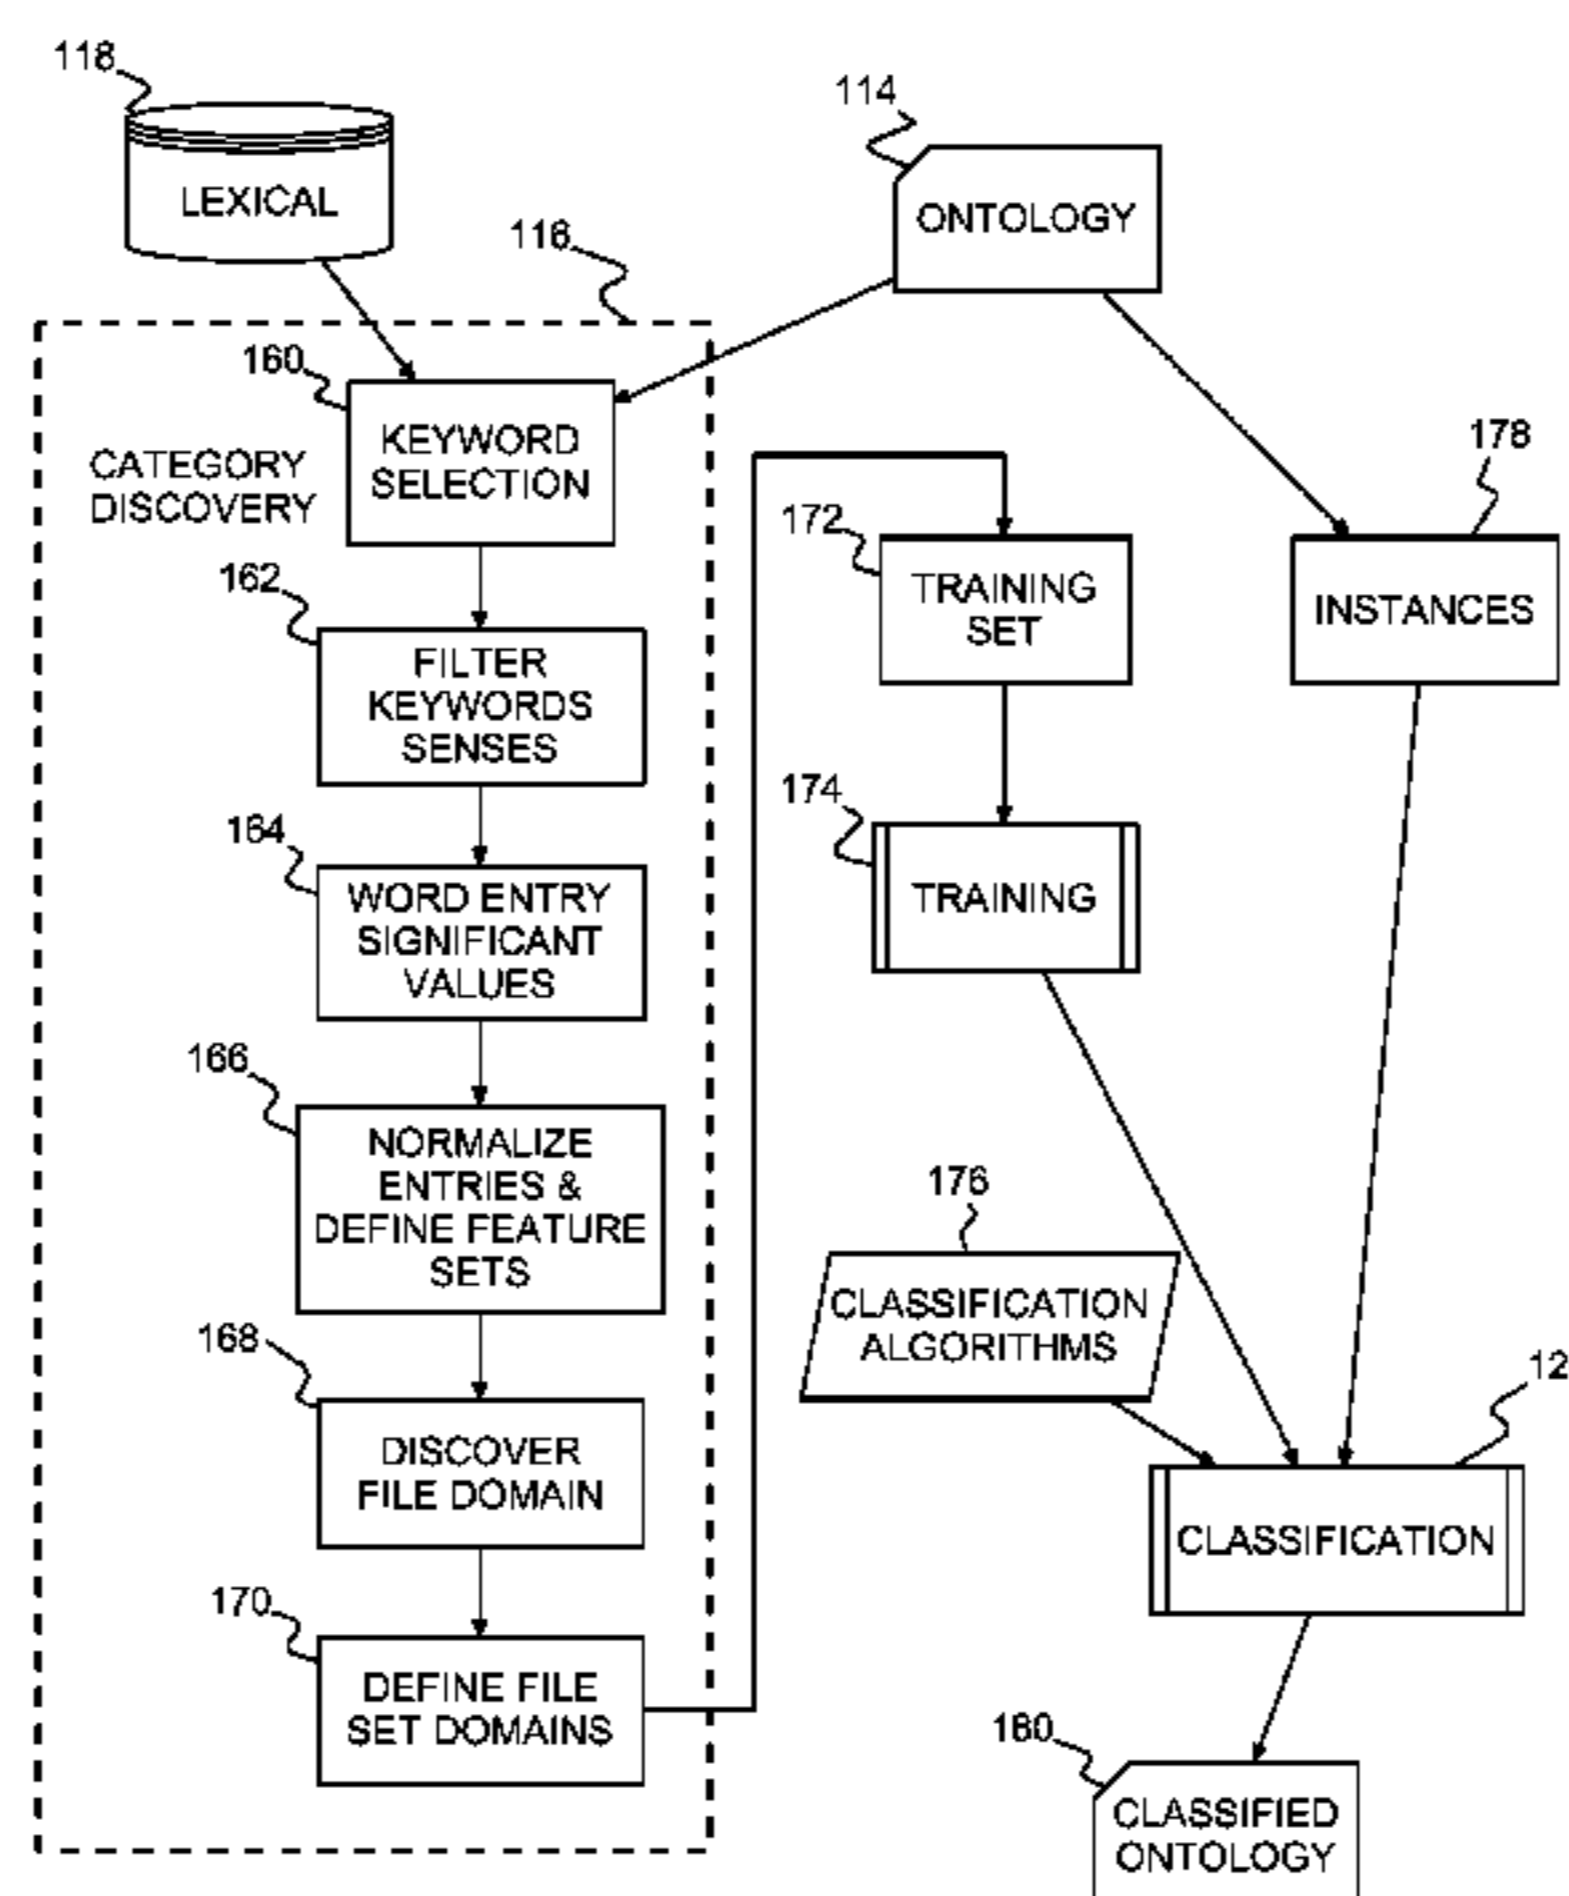 118
LEXICAL
114
ONTOLOGY
116
CATEGORY
DISCOVERY
160
KEYWORD
SELECTION
162
FILTER
KEYWORDS
SENSES
164
WORD ENTRY
SIGNIFICANT
VALUES
166
NORMALIZE
ENTRIES &
DEFINE FEATURE
SETS
168
DISCOVER
FILE DOMAIN
170
DEFINE FILE
SET DOMAINS
172
TRAINING
SET
178
INSTANCES
174
TRAINING
176
CLASSIFICATION
ALGORITHMS
12
CLASSIFICATION
180
CLASSIFIED
ONTOLOGY